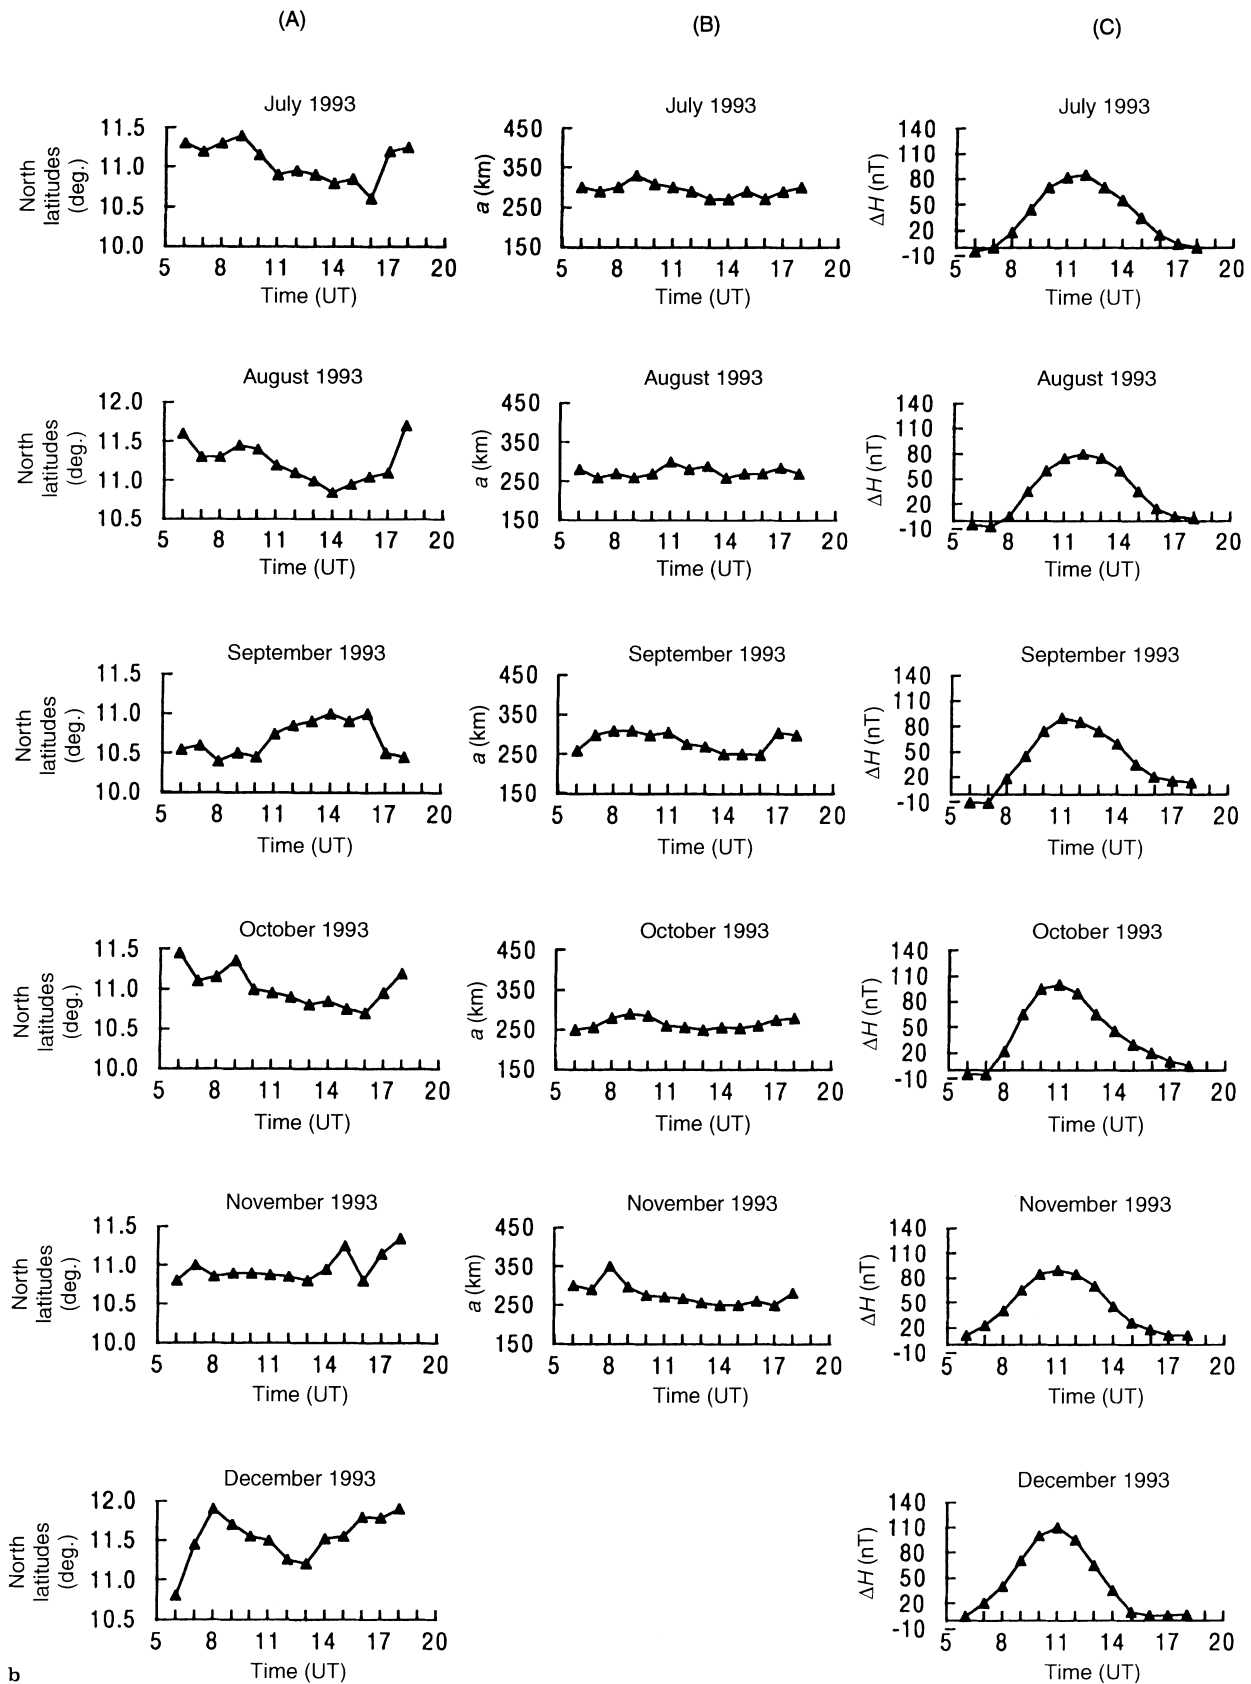 (A) (B) (C)
July 1993 July 1993 July 1993
North latitudes (deg.)
11.5
11.0
10.5
10.0
5 8 11 14 17 20
Time (UT)
a (km)
450
350
250
150
5 8 11 14 17 20
Time (UT)
ΔH (nT)
140
110
80
50
20
-10
5 8 11 14 17 20
Time (UT)
August 1993 August 1993 August 1993
North latitudes (deg.)
12.0
11.5
11.0
10.5
5 8 11 14 17 20
Time (UT)
a (km)
450
350
250
150
5 8 11 14 17 20
Time (UT)
ΔH (nT)
140
110
80
50
20
-10
5 8 11 14 17 20
Time (UT)
September 1993 September 1993 September 1993
North latitudes (deg.)
11.5
11.0
10.5
10.0
5 8 11 14 17 20
Time (UT)
a (km)
450
350
250
150
5 8 11 14 17 20
Time (UT)
ΔH (nT)
140
110
80
50
20
-10
5 8 11 14 17 20
Time (UT)
October 1993 October 1993 October 1993
North latitudes (deg.)
11.5
11.0
10.5
10.0
5 8 11 14 17 20
Time (UT)
a (km)
450
350
250
150
5 8 11 14 17 20
Time (UT)
ΔH (nT)
140
110
80
50
20
-10
5 8 11 14 17 20
Time (UT)
November 1993 November 1993 November 1993
North latitudes (deg.)
11.5
11.0
10.5
10.0
5 8 11 14 17 20
Time (UT)
a (km)
450
350
250
150
5 8 11 14 17 20
Time (UT)
ΔH (nT)
140
110
80
50
20
-10
5 8 11 14 17 20
Time (UT)
December 1993 December 1993
North latitudes (deg.)
12.0
11.5
11.0
10.5
5 8 11 14 17 20
Time (UT)
ΔH (nT)
140
110
80
50
20
-10
5 8 11 14 17 20
Time (UT)
b